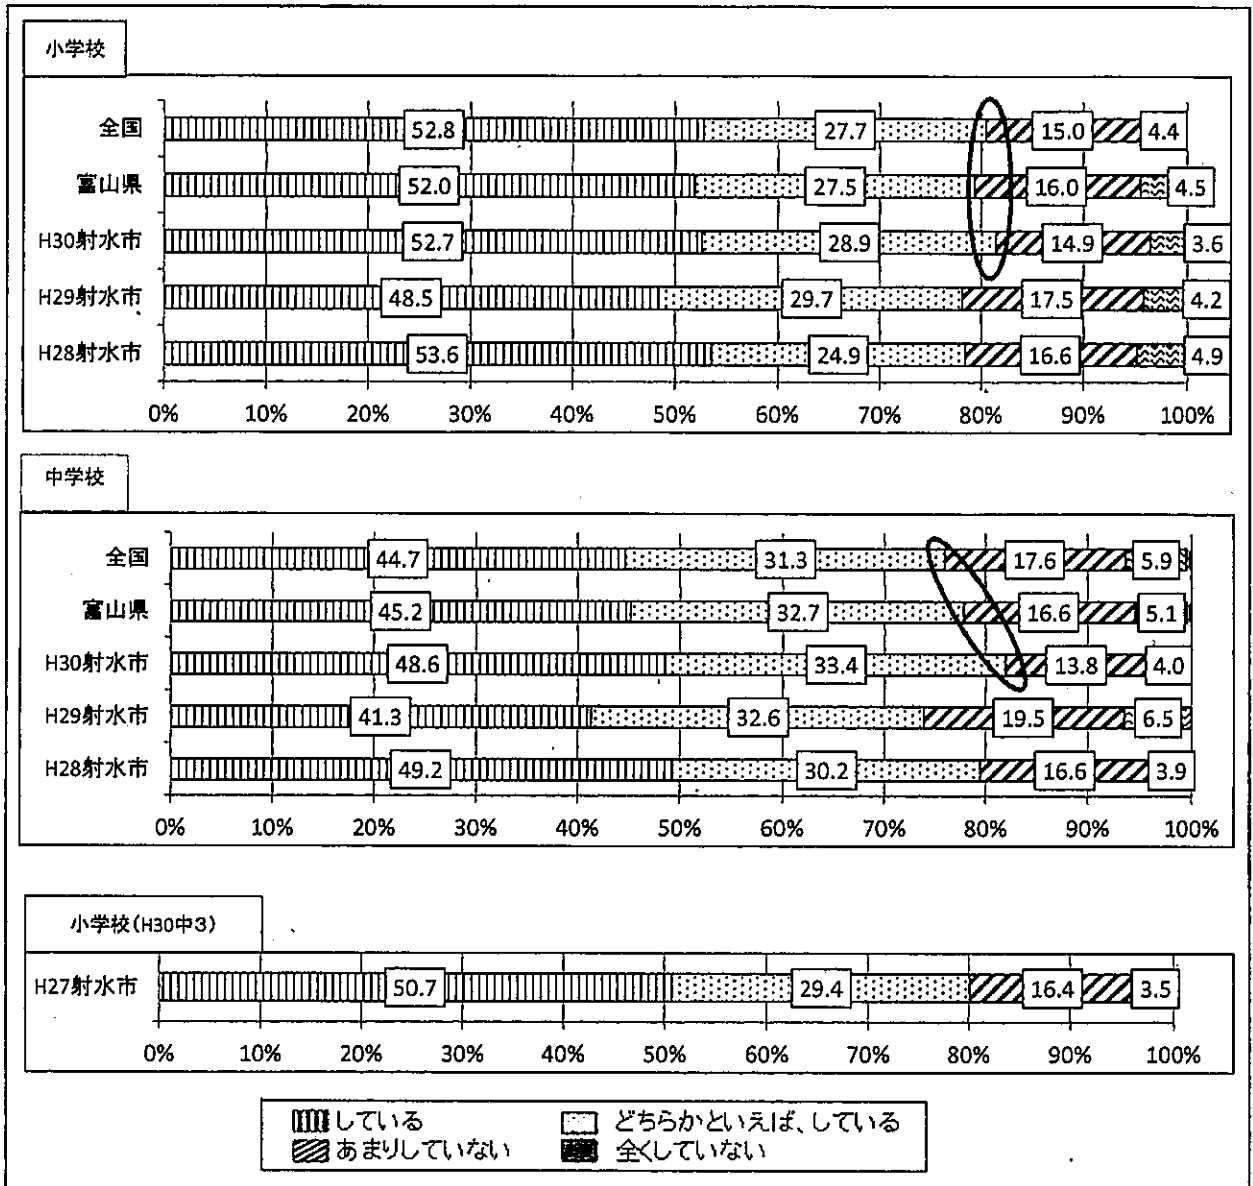 小学校
全国 52.8 27.7 15.0 4.4
富山県 52.0 27.5 16.0 4.5
H30射水市 52.7 28.9 14.9 3.6
H29射水市 48.5 29.7 17.5 4.2
H28射水市 53.6 24.9 16.6 4.9
0% 10% 20% 30% 40% 50% 60% 70% 80% 90% 100%
中学校
全国 44.7 31.3 17.6 5.9
富山県 45.2 32.7 16.6 5.1
H30射水市 48.6 33.4 13.8 4.0
H29射水市 41.3 32.6 19.5 6.5
H28射水市 49.2 30.2 16.6 3.9
0% 10% 20% 30% 40% 50% 60% 70% 80% 90% 100%
小学校(H30中3)
H27射水市 50.7 29.4 16.4 3.5
0% 10% 20% 30% 40% 50% 60% 70% 80% 90% 100%
している どちらかといえば、している
あまりしていない 全くしていない